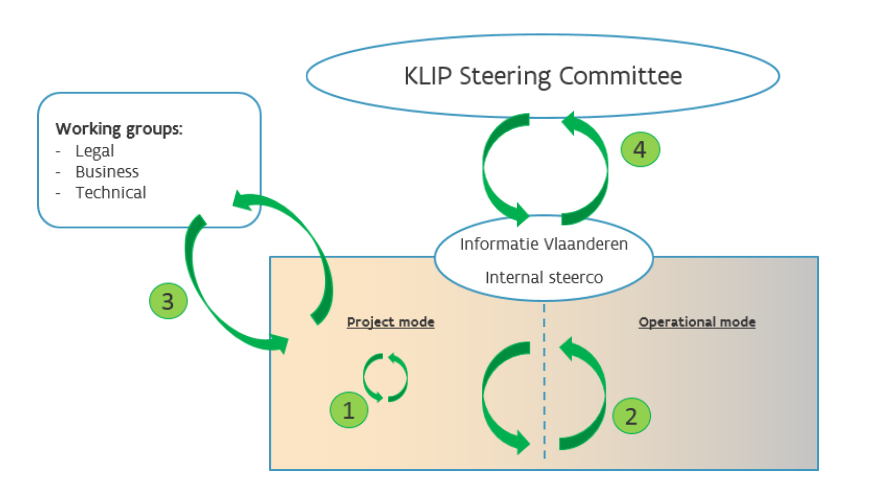 KLIP Steering Committee
Working groups:
- Legal
- Business
- Technical
4
Informatie Vlaanderen
Internal steerco
3
Project mode
Operational mode
1
2